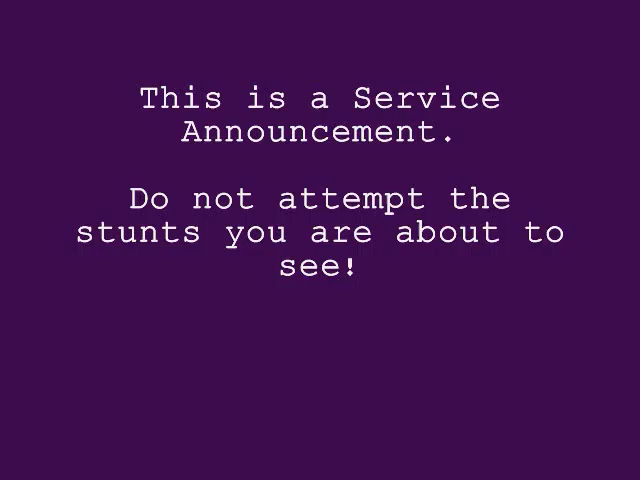 This is a Service
Announcement.
Do not attempt the
stunts you are about to
see!